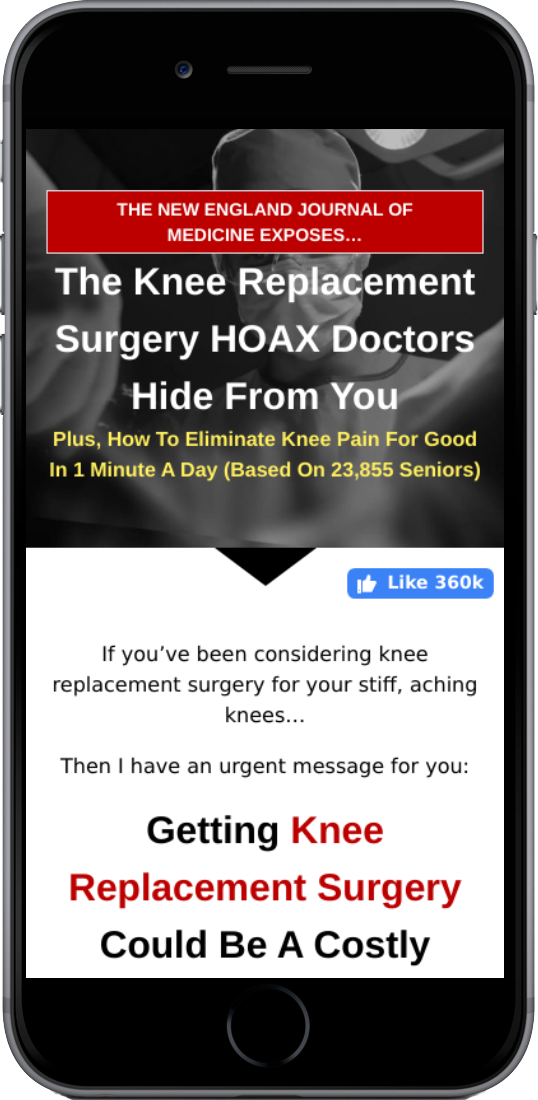 THE NEW ENGLAND JOURNAL OF
MEDICINE EXPOSES...
The Knee Replacement
Surgery HOAX Doctors
Hide From You
Plus, How To Eliminate Knee Pain For Good
In 1 Minute A Day (Based On 23,855 Seniors)
Like 360k
If you’ve been considering knee
replacement surgery for your stiff, aching
knees...
Then I have an urgent message for you:
Getting Knee
Replacement Surgery
Could Be A Costly